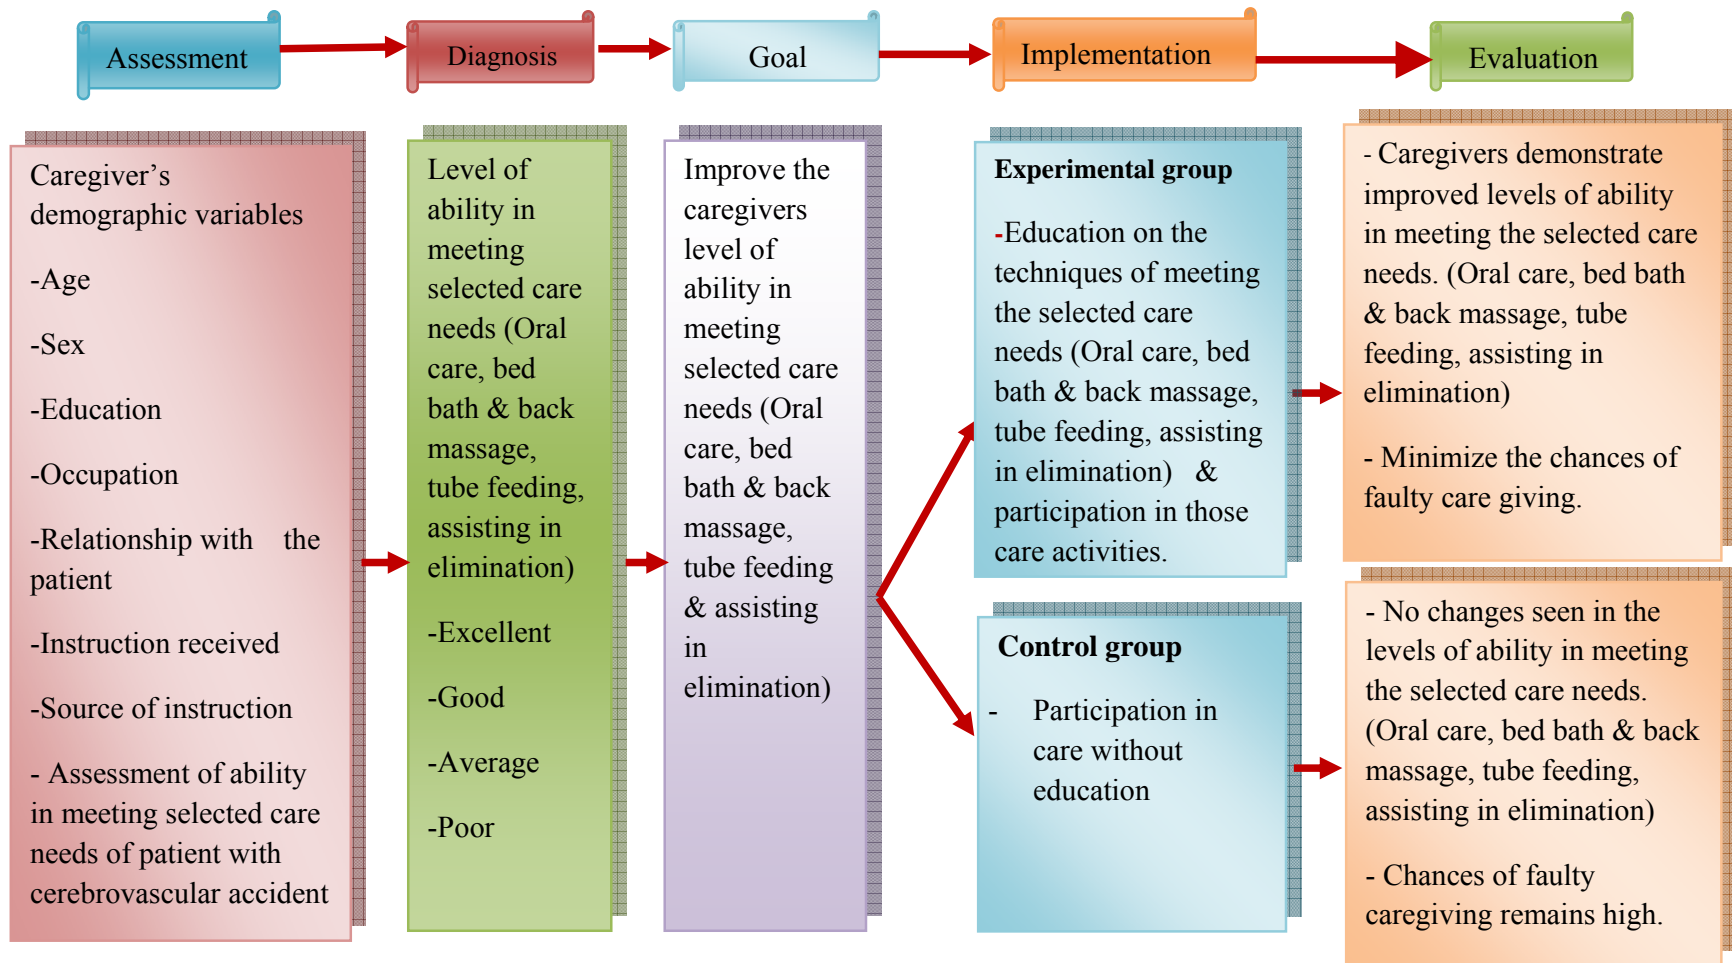 Assessment
Diagnosis
Goal
Implementation
Evaluation
Caregiver’s
demographic variables
-Age
-Sex
-Education
-Occupation
-Relationship with the
patient
-Instruction received
-Source of instruction
- Assessment of ability
in meeting selected care
needs of patient with
cerebrovascular accident
Level of
ability in
meeting
selected care
needs (Oral
care, bed
bath & back
massage,
tube feeding,
assisting in
elimination)
-Excellent
-Good
-Average
-Poor
Improve the
caregivers
level of
ability in
meeting
selected care
needs (Oral
care, bed
bath & back
massage,
tube feeding
& assisting
in
elimination)
Experimental group
-Education on the
techniques of meeting
the selected care
needs (Oral care, bed
bath & back massage,
tube feeding, assisting
in elimination) &
participation in those
care activities.
Control group
- Participation in
care without
education
- Caregivers demonstrate
improved levels of ability
in meeting the selected care
needs. (Oral care, bed bath
& back massage, tube
feeding, assisting in
elimination)
- Minimize the chances of
faulty care giving.
- No changes seen in the
levels of ability in meeting
the selected care needs.
(Oral care, bed bath & back
massage, tube feeding,
assisting in elimination)
- Chances of faulty
caregiving remains high.